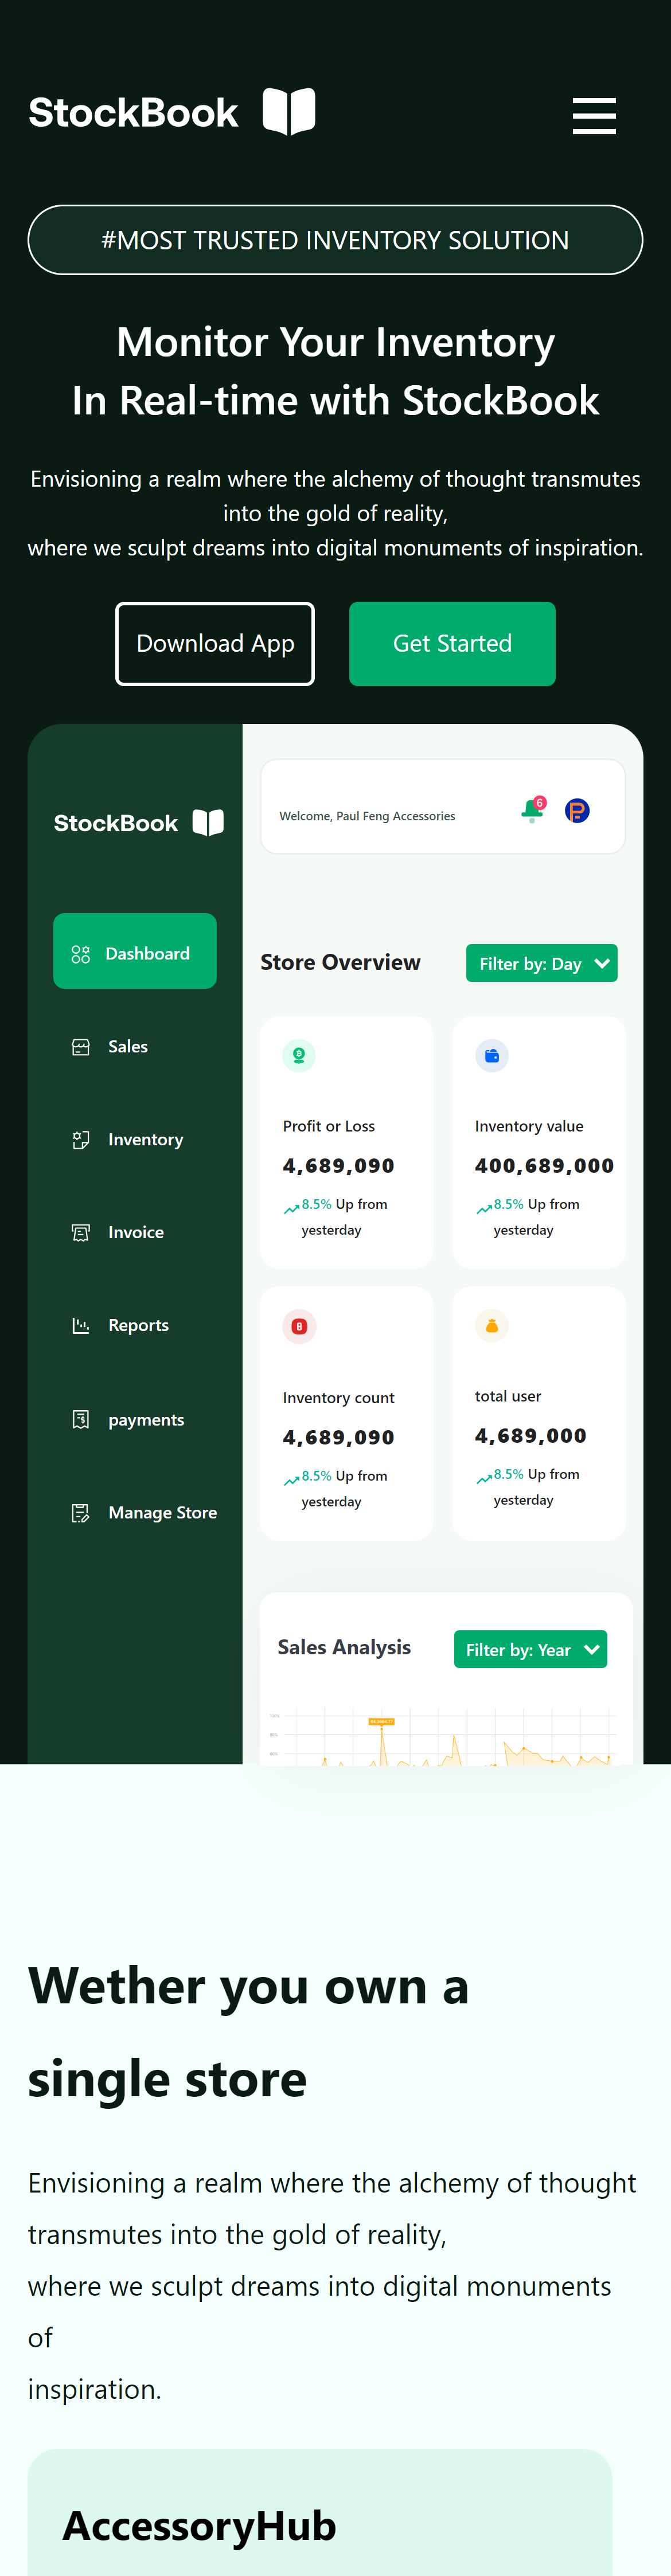 StockBook
#MOST TRUSTED INVENTORY SOLUTION
Monitor Your Inventory
In Real-time with StockBook
Envisioning a realm where the alchemy of thought transmutes
into the gold of reality,
where we sculpt dreams into digital monuments of inspiration.
Download App
Get Started
StockBook
Welcome, Paul Feng Accessories
6
Dashboard
Sales
Inventory
Invoice
Reports
payments
Manage Store
Store Overview
Filter by: Day
Profit or Loss
4,689,090
8.5% Up from
yesterday
Inventory value
400,689,000
8.5% Up from
yesterday
Inventory count
4,689,090
8.5% Up from
yesterday
total user
4,689,000
8.5% Up from
yesterday
Sales Analysis
Filter by: Year
100%
Wether you own a
single store
Envisioning a realm where the alchemy of thought
transmutes into the gold of reality,
where we sculpt dreams into digital monuments
of
inspiration.
AccessoryHub